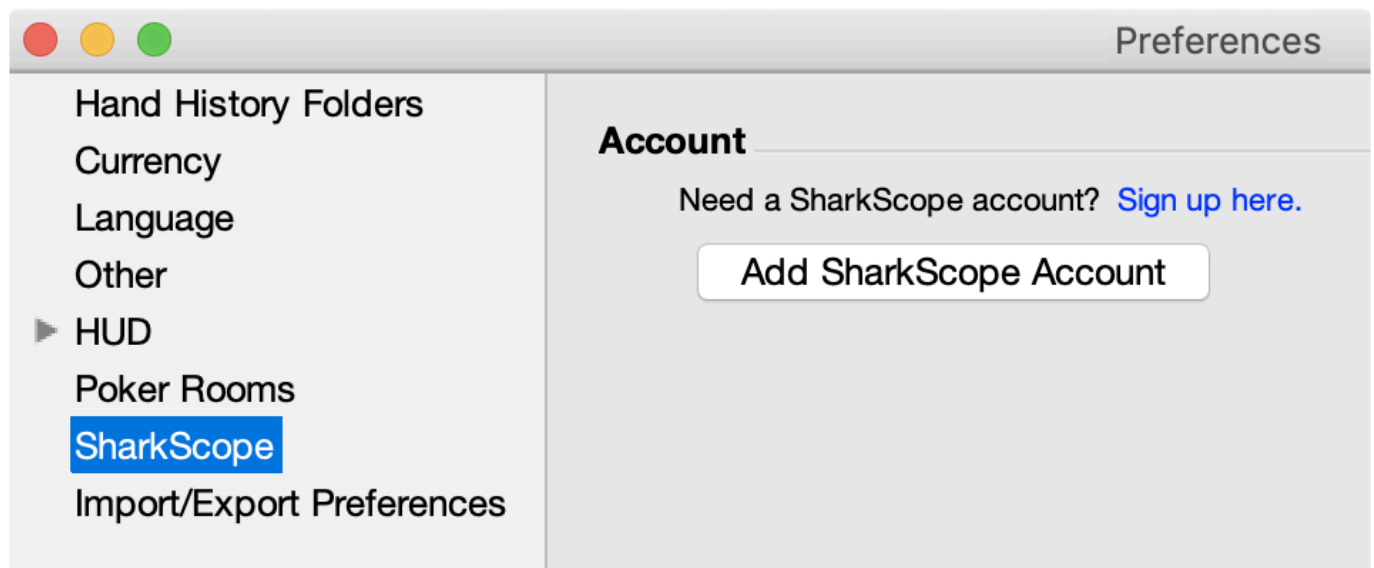 Preferences
Hand History Folders
Currency
Language
Other
HUD
Poker Rooms
SharkScope
Import/Export Preferences
Account
Need a SharkScope account? Sign up here.
Add SharkScope Account